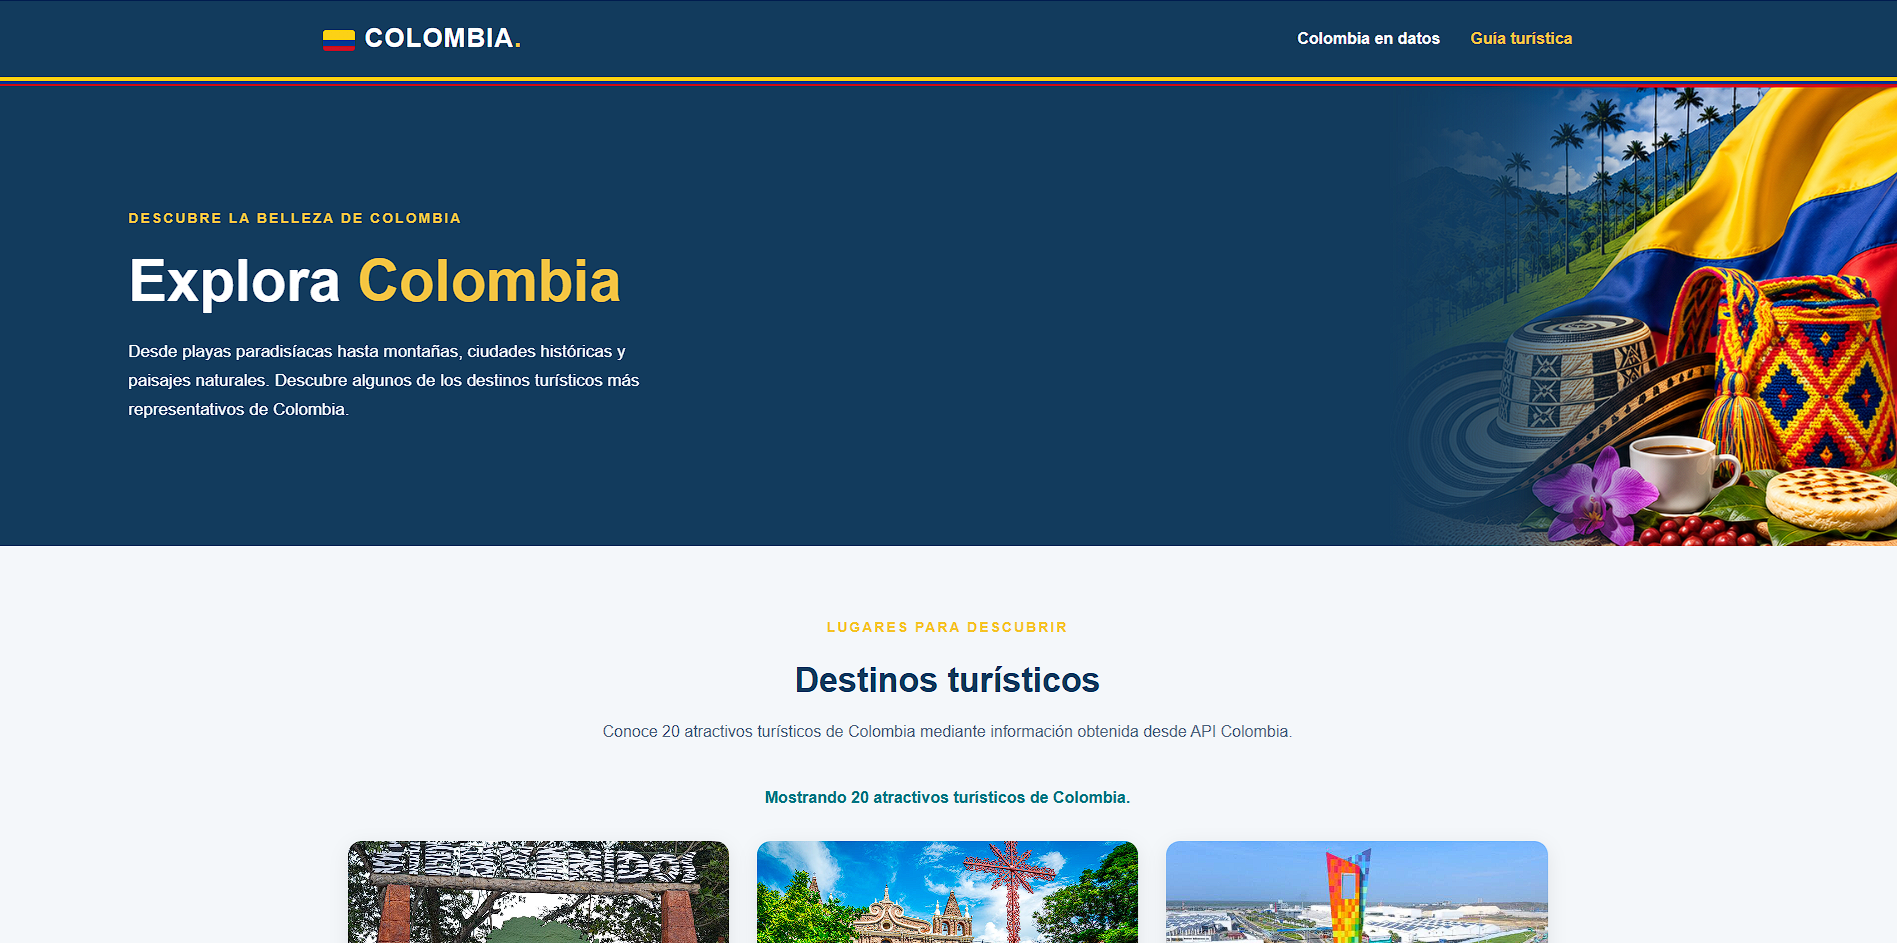 COLOMBIA.
Colombia en datos
Guía turística
DESCUBRE LA BELLEZA DE COLOMBIA
Explora Colombia
Desde playas paradisíacas hasta montañas, ciudades históricas y
paisajes naturales. Descubre algunos de los destinos turísticos más
representativos de Colombia.
LUGARES PARA DESCUBRIR
Destinos turísticos
Conoce 20 atractivos turísticos de Colombia mediante información obtenida desde API Colombia.
Mostrando 20 atractivos turísticos de Colombia.